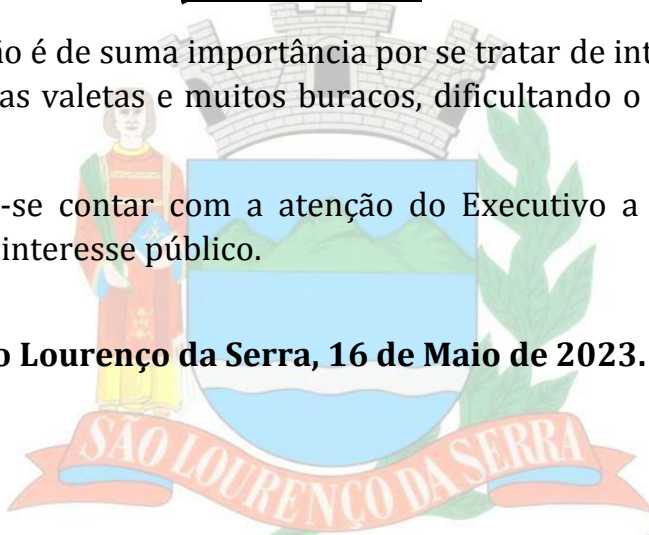 ão é de suma importância por se tratar de int
as valetas e muitos buracos, dificultando o
-se contar com a atenção do Executivo a
interesse público.
o Lourenço da Serra, 16 de Maio de 2023.
SÃO LOURENÇO DA SERRA